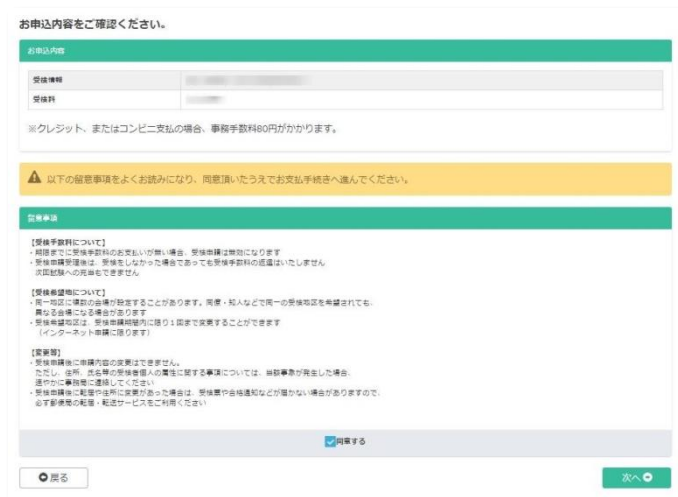 お申込内容をご確認ください。
お申込内容
受検情報
受検料
※クレジット、またはコンビニ支払の場合、事務手数料80円がかかります。
以下の留意事項をよくお読みになり、同意頂いたうえでお支払手続きへ進んでください。
留意事項
【受検手数料について】
・期限までに受検手数料のお支払いが無い場合、受検申請は無効になります
・受検申請受理後は、受検をしなかった場合であっても受検手数料の返還はいたしません
次回試験への充当もできません
【受検希望地について】
・同一地区に複数の会場が設定することがあります。同僚・知人などで同一の受検地区を希望されても、
異なる会場になる場合があります
・受検希望地区は、受検申請期間内に限り1回まで変更することができます
（インターネット申請に限ります）
【変更等】
・受検申請後に申請内容の変更はできません。
ただし、住所、氏名等の受検者個人の属性に関する事項については、当該事象が発生した場合、
速やかに事務局に連絡してください
・受検申請後に転居や住所に変更があった場合は、受検票や合格通知などが届かない場合がありますので、
必ず郵便局の転居・転送サービスをご利用ください
同意する
戻る
次へ